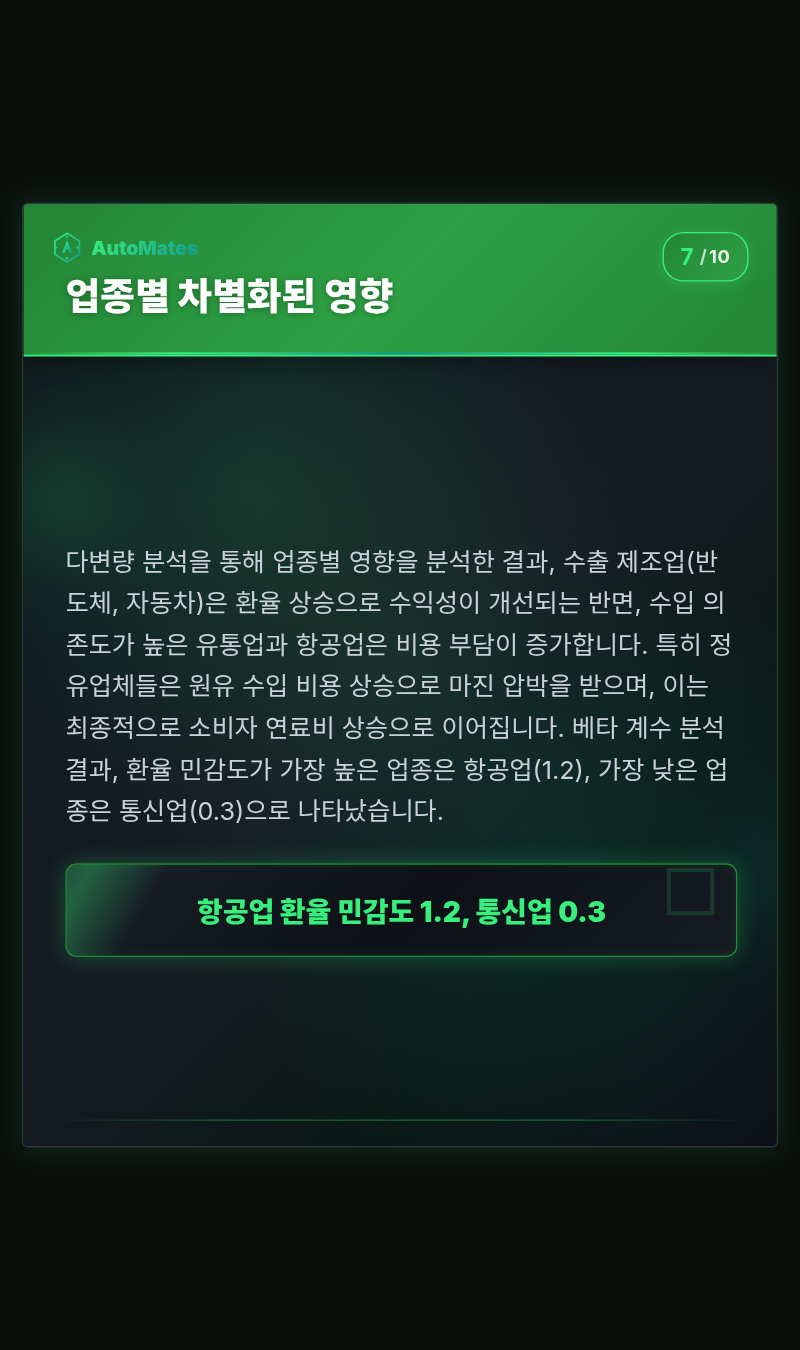 AutoMates
7 / 10
업종별 차별화된 영향
다변량 분석을 통해 업종별 영향을 분석한 결과, 수출 제조업(반
도체, 자동차)은 환율 상승으로 수익성이 개선되는 반면, 수입 의
존도가 높은 유통업과 항공업은 비용 부담이 증가합니다. 특히 정
유업체들은 원유 수입 비용 상승으로 마진 압박을 받으며, 이는
최종적으로 소비자 연료비 상승으로 이어집니다. 베타 계수 분석
결과, 환율 민감도가 가장 높은 업종은 항공업(1.2), 가장 낮은 업
종은 통신업(0.3)으로 나타났습니다.
항공업 환율 민감도 1.2, 통신업 0.3